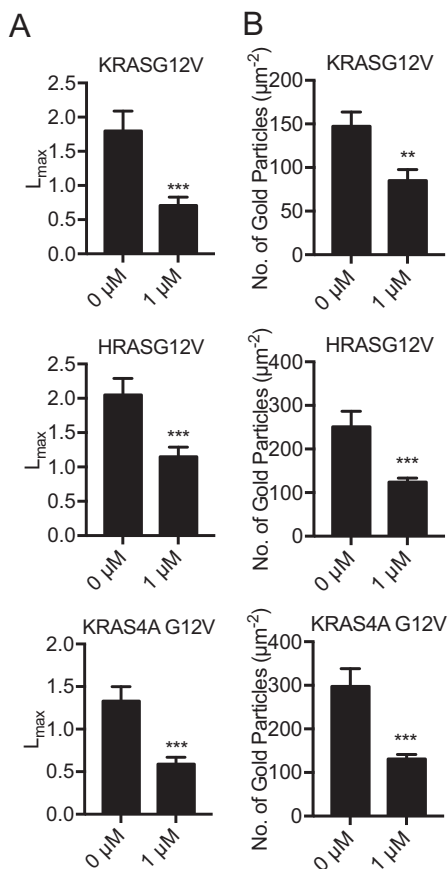 A
KRASG12V
L_max
2.5
2.0
1.5
1.0
0.5
0.0
***
0 µM
1 µM
B
KRASG12V
No. of Gold Particles (µm⁻²)
200
150
100
50
0
**
0 µM
1 µM
HRASG12V
L_max
2.5
2.0
1.5
1.0
0.5
0.0
***
0 µM
1 µM
HRASG12V
No. of Gold Particles (µm⁻²)
400
300
200
100
0
***
0 µM
1 µM
KRAS4A G12V
L_max
2.0
1.5
1.0
0.5
0.0
***
0 µM
1 µM
KRAS4A G12V
No. of Gold Particles (µm⁻²)
400
300
200
100
0
***
0 µM
1 µM